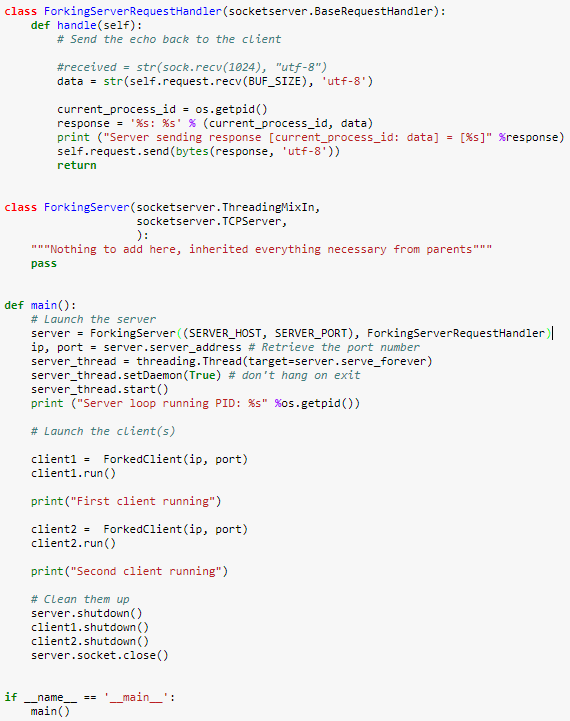 class ForkingServerRequestHandler(socketserver.BaseRequestHandler):
    def handle(self):
        # Send the echo back to the client

        #received = str(sock.recv(1024), "utf-8")
        data = str(self.request.recv(BUF_SIZE), 'utf-8')

        current_process_id = os.getpid()
        response = '%s: %s' % (current_process_id, data)
        print ("Server sending response [current_process_id: data] = [%s]" %response)
        self.request.send(bytes(response, 'utf-8'))
        return


class ForkingServer(socketserver.ThreadingMixIn,
                    socketserver.TCPServer,
                    ):
    """Nothing to add here, inherited everything necessary from parents"""
    pass


def main():
    # Launch the server
    server = ForkingServer((SERVER_HOST, SERVER_PORT), ForkingServerRequestHandler)
    ip, port = server.server_address # Retrieve the port number
    server_thread = threading.Thread(target=server.serve_forever)
    server_thread.setDaemon(True) # don't hang on exit
    server_thread.start()
    print ("Server loop running PID: %s" %os.getpid())

    # Launch the client(s)

    client1 =  ForkedClient(ip, port)
    client1.run()

    print("First client running")

    client2 =  ForkedClient(ip, port)
    client2.run()

    print("Second client running")

    # Clean them up
    server.shutdown()
    client1.shutdown()
    client2.shutdown()
    server.socket.close()


if __name__ == '__main__':
    main()